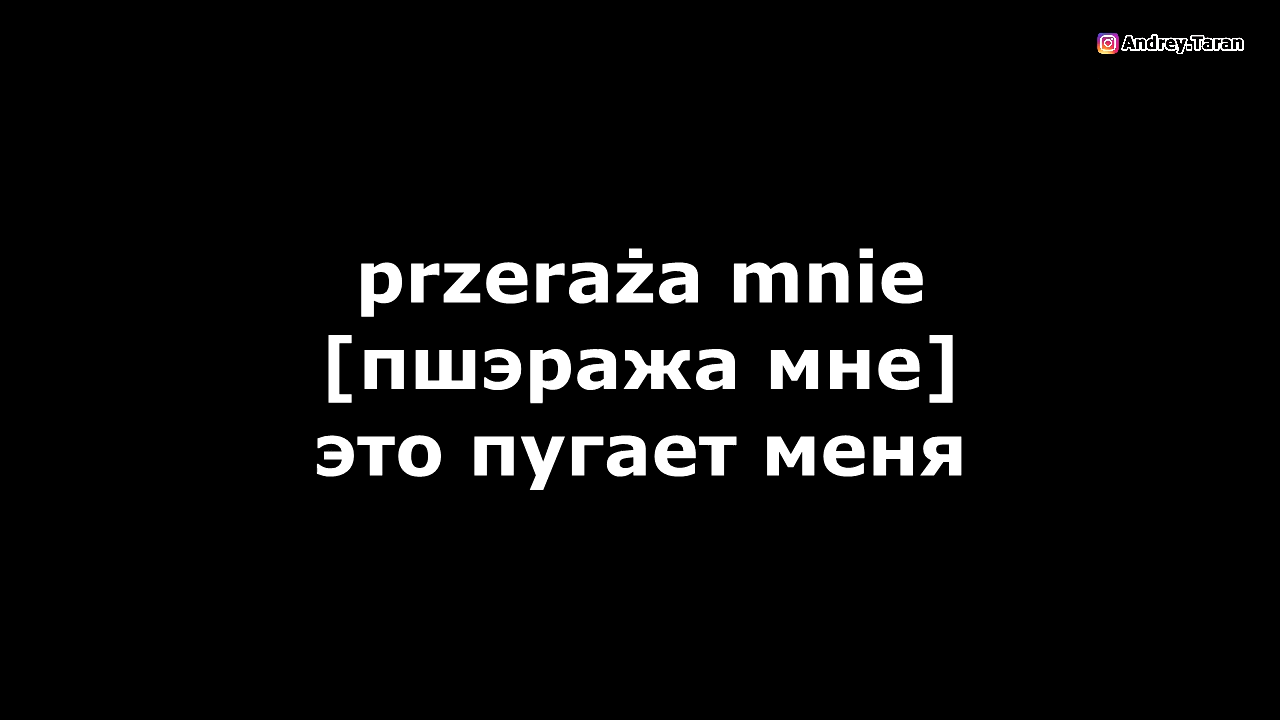 Andrey.Taran
przeraża mnie
[пшэража мне]
это пугает меня